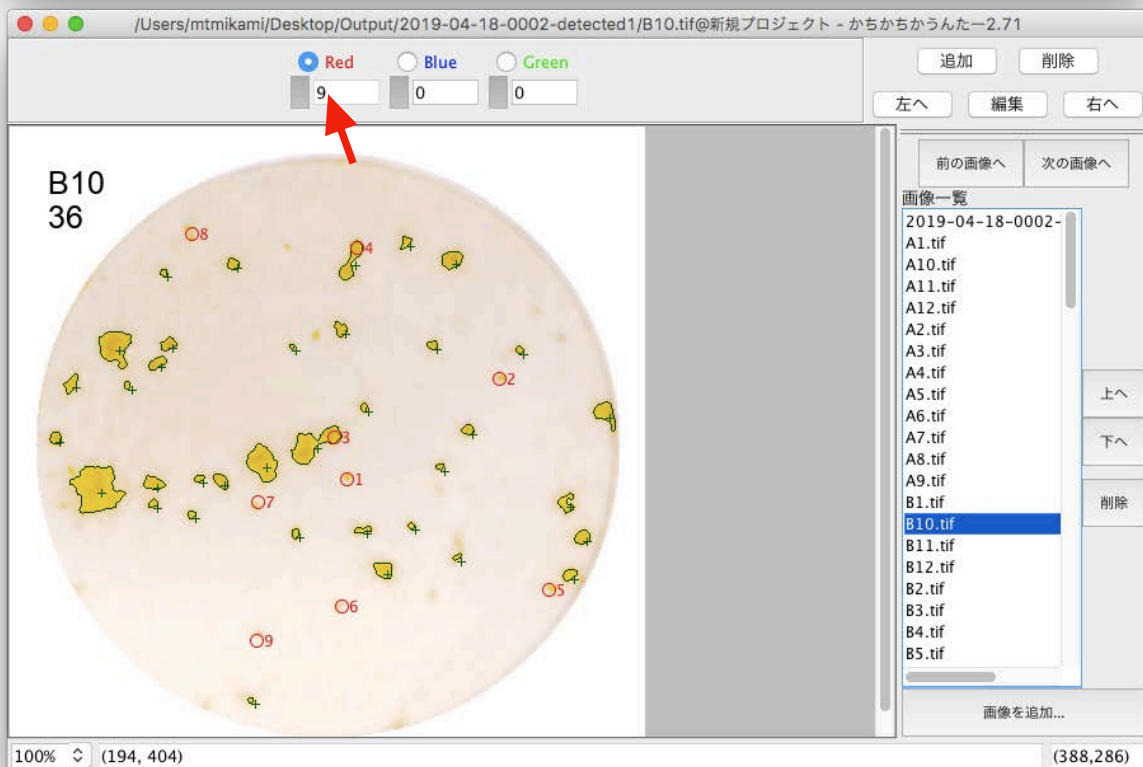 /Users/mtmikami/Desktop/Output/2019-04-18-0002-detected1/B10.tif@新規プロジェクト - かちかちかうんたー2.71
Red Blue Green
9 0 0
追加 削除
左へ 編集 右へ
前の画像へ 次の画像へ
画像一覧
2019-04-18-0002-
A1.tif
A10.tif
A11.tif
A12.tif
A2.tif
A3.tif
A4.tif
A5.tif
A6.tif
A7.tif
A8.tif
A9.tif
B1.tif
B10.tif
B11.tif
B12.tif
B2.tif
B3.tif
B4.tif
B5.tif
上へ
下へ
削除
画像を追加...
B10
36
8
4
2
3
1
7
5
6
9
100% (194, 404) (388,286)